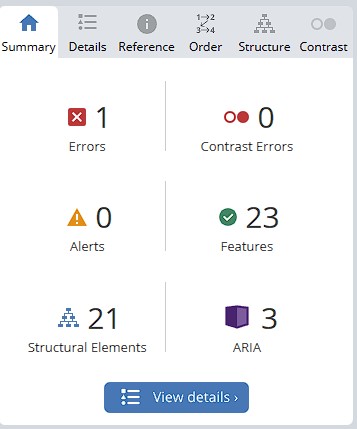 Summary Details Reference Order Structure Contrast
1 0
Errors Contrast Errors
0 23
Alerts Features
21 3
Structural Elements ARIA
View details ›